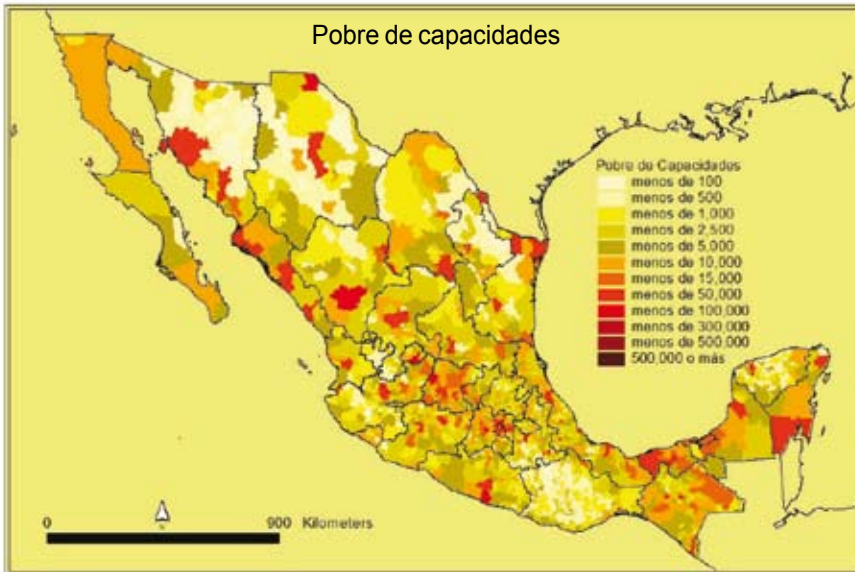 Pobre de capacidades
Pobre de Capacidades
menos de 100
menos de 500
menos de 1,000
menos de 2,500
menos de 5,000
menos de 10,000
menos de 15,000
menos de 50,000
menos de 100,000
menos de 300,000
menos de 500,000
500,000 o más
N
0 900 Kilometers